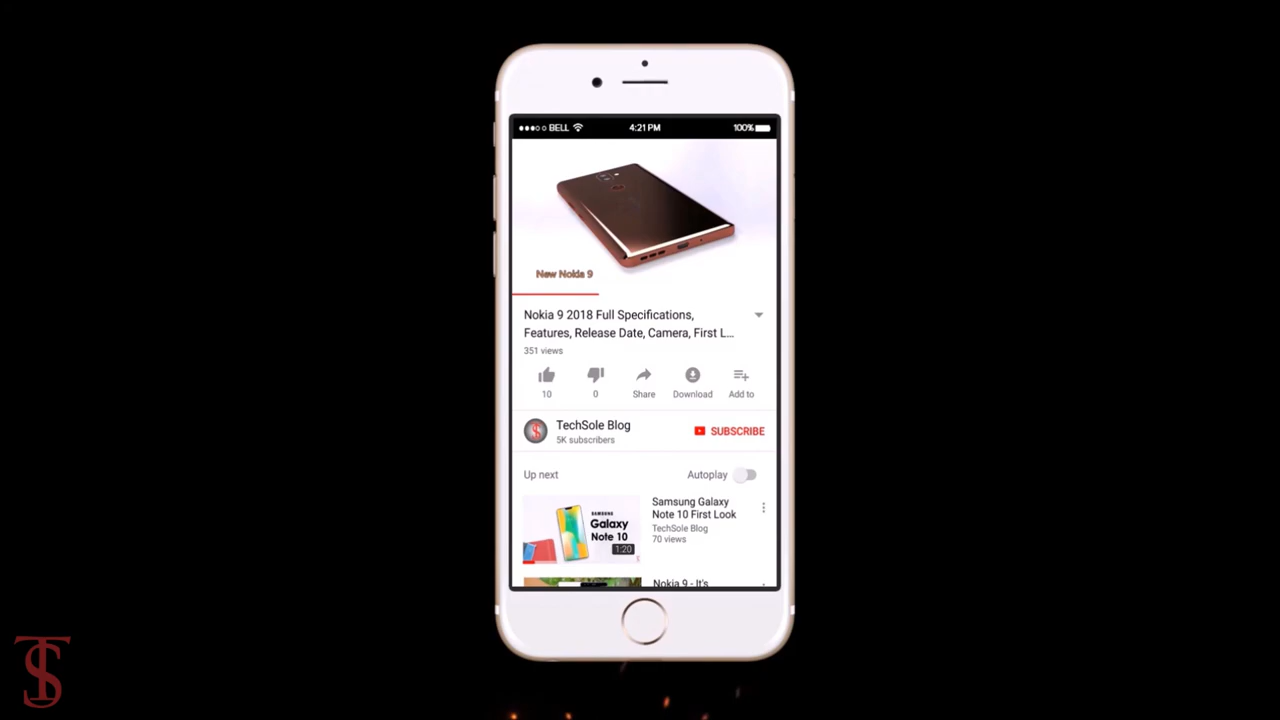 BELL
4:21 PM
100%
New Nokia 9
Nokia 9 2018 Full Specifications,
Features, Release Date, Camera, First L...
351 views
10
0
Share
Download
Add to
TechSole Blog
5K subscribers
SUBSCRIBE
Up next
Autoplay
SAMSUNG
Galaxy
Note 10
1:20
Samsung Galaxy
Note 10 First Look
TechSole Blog
70 views
Nokia 9 - It's
TS